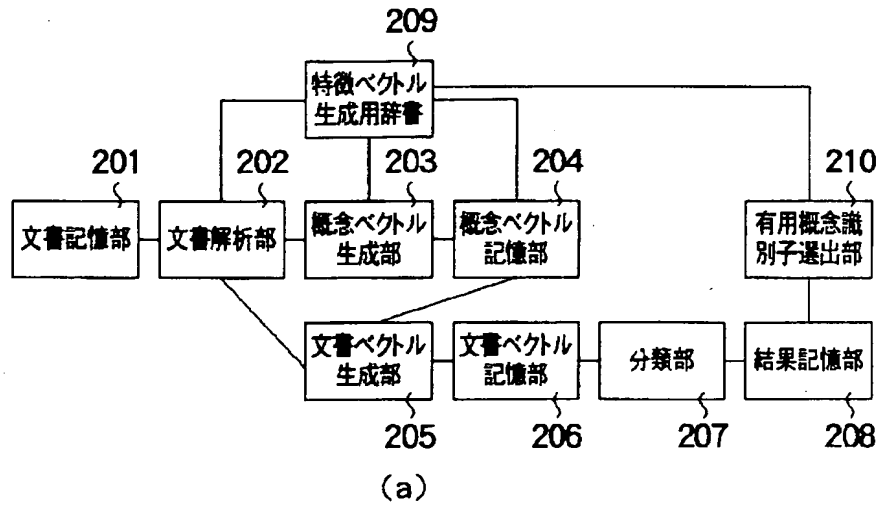 209
特徴ベクトル
生成用辞書
201
202
203
204
210
文書記憶部
文書解析部
概念ベクトル
生成部
概念ベクトル
記憶部
有用概念識
別子選出部
文書ベクトル
生成部
文書ベクトル
記憶部
分類部
結果記憶部
205
206
207
208
(a)